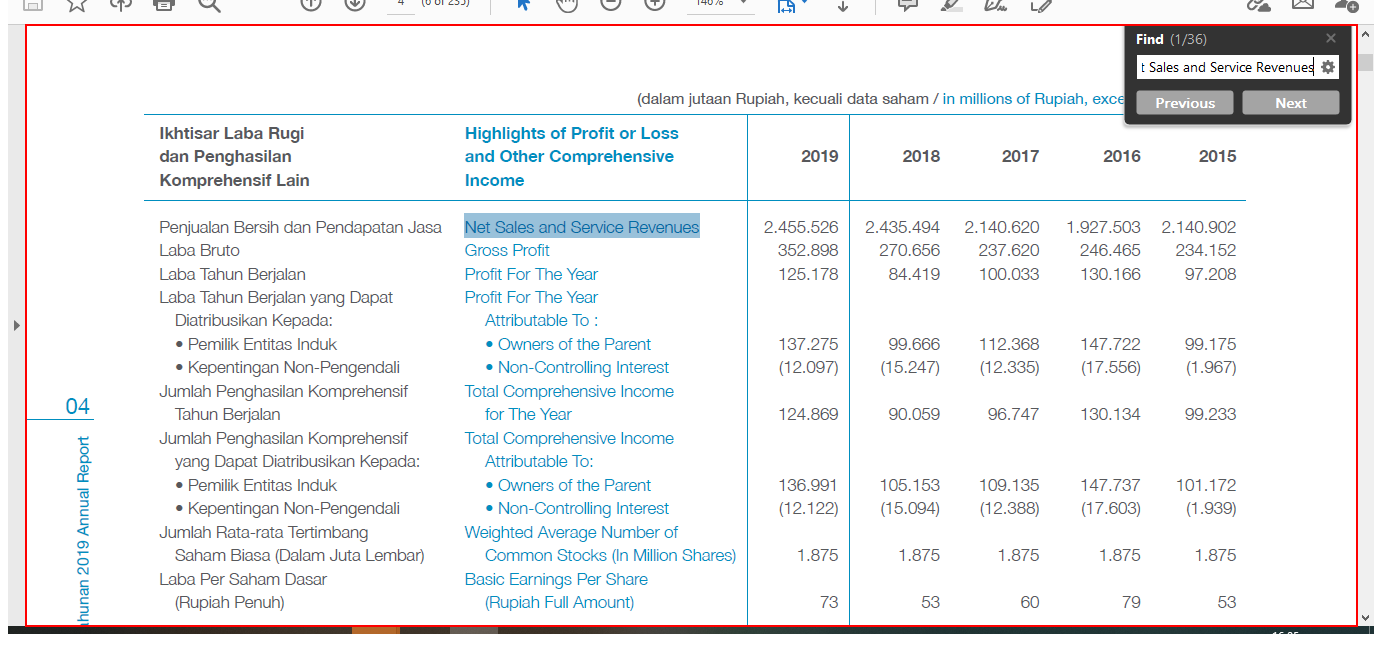 4 (6 of 235) 146%
Find (1/36)
t Sales and Service Revenues
Previous Next
(dalam jutaan Rupiah, kecuali data saham / in millions of Rupiah, exce
Ikhtisar Laba Rugi Highlights of Profit or Loss
dan Penghasilan and Other Comprehensive 2019 2018 2017 2016 2015
Komprehensif Lain Income
Penjualan Bersih dan Pendapatan Jasa Net Sales and Service Revenues 2.455.526 2.435.494 2.140.620 1.927.503 2.140.902
Laba Bruto Gross Profit 352.898 270.656 237.620 246.465 234.152
Laba Tahun Berjalan Profit For The Year 125.178 84.419 100.033 130.166 97.208
Laba Tahun Berjalan yang Dapat Profit For The Year
Diatribusikan Kepada: Attributable To :
• Pemilik Entitas Induk • Owners of the Parent 137.275 99.666 112.368 147.722 99.175
• Kepentingan Non-Pengendali • Non-Controlling Interest (12.097) (15.247) (12.335) (17.556) (1.967)
Jumlah Penghasilan Komprehensif Total Comprehensive Income
Tahun Berjalan for The Year 124.869 90.059 96.747 130.134 99.233
Jumlah Penghasilan Komprehensif Total Comprehensive Income
yang Dapat Diatribusikan Kepada: Attributable To:
• Pemilik Entitas Induk • Owners of the Parent 136.991 105.153 109.135 147.737 101.172
• Kepentingan Non-Pengendali • Non-Controlling Interest (12.122) (15.094) (12.388) (17.603) (1.939)
Jumlah Rata-rata Tertimbang Weighted Average Number of
Saham Biasa (Dalam Juta Lembar) Common Stocks (In Million Shares) 1.875 1.875 1.875 1.875 1.875
Laba Per Saham Dasar Basic Earnings Per Share
(Rupiah Penuh) (Rupiah Full Amount) 73 53 60 79 53
04
ahunan 2019 Annual Report